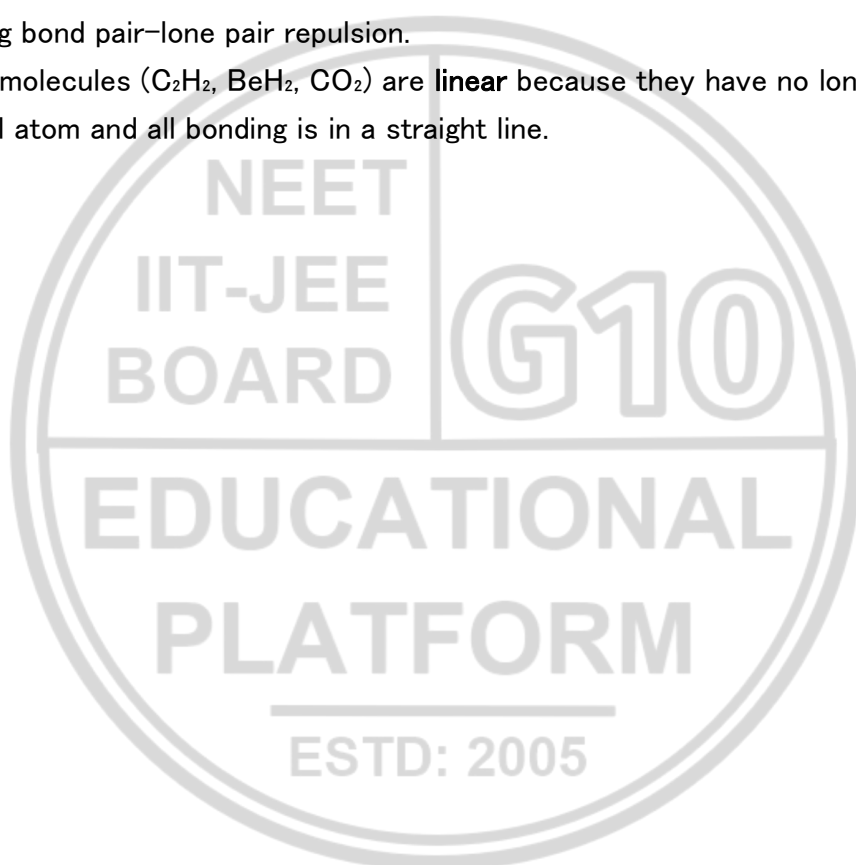 g bond pair-lone pair repulsion.
molecules (C₂H₂, BeH₂, CO₂) are linear because they have no lon
l atom and all bonding is in a straight line.
NEET
IIT-JEE
BOARD
G10
EDUCATIONAL
PLATFORM
ESTD: 2005